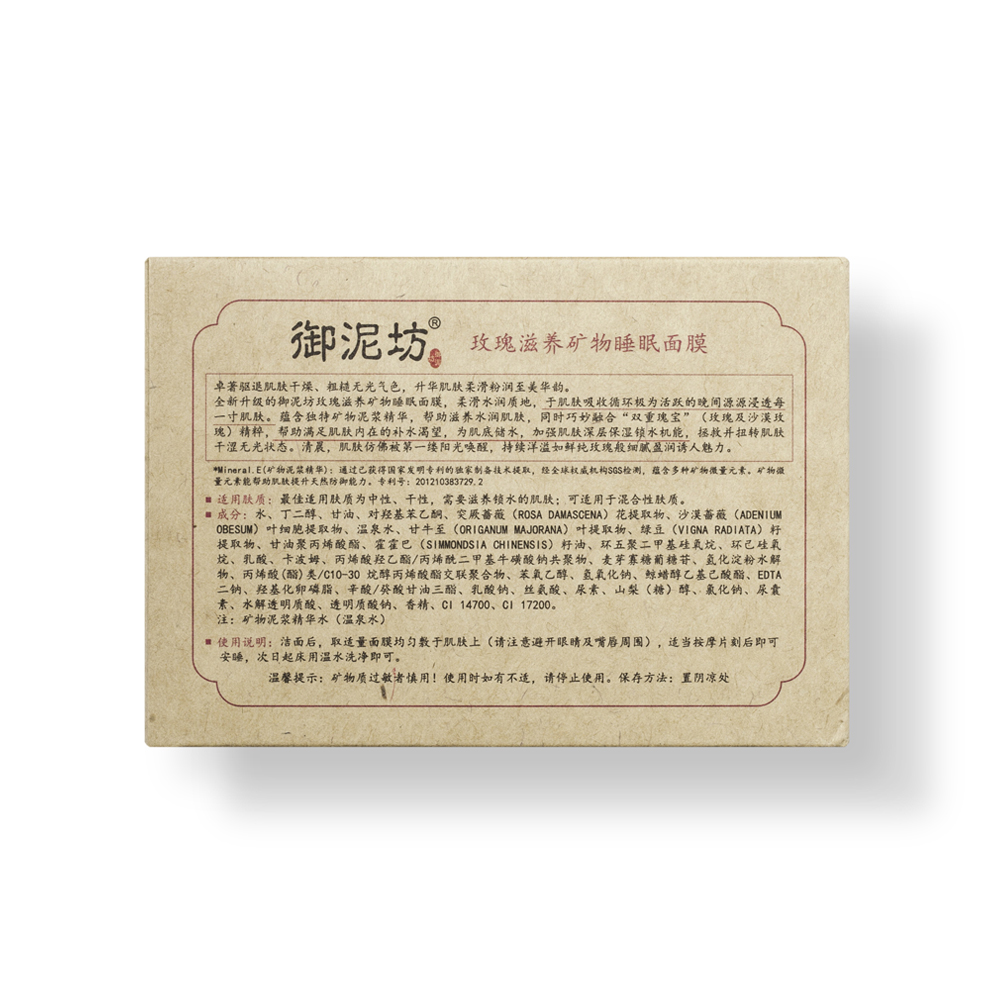 御泥坊®
玫瑰滋养矿物睡眠面膜
卓著驱退肌肤干燥、粗糙无光气色，升华肌肤柔滑粉润至美华韵。
全新升级的御泥坊玫瑰滋养矿物睡眠面膜，柔滑水润质地，于肌肤吸收循环极为活跃的晚间源源浸透每
一寸肌肤。蕴含独特矿物泥浆精华，帮助滋养水润肌肤，同时巧妙融合“双重瑰宝”（玫瑰及沙漠玫
瑰）精粹，帮助满足肌肤内在的补水渴望，为肌底储水，加强肌肤深层保湿锁水机能，拯救并扭转肌肤
干湿无光状态。清晨，肌肤仿佛被第一缕阳光唤醒，持续洋溢如鲜纯玫瑰般细腻盈润诱人魅力。
*Mineral.E(矿物泥浆精华)：通过已获得国家发明专利的独家制备技术提取，经全球权威机构SGS检测，蕴含多种矿物微量元素。矿物微
量元素能帮助肌肤提升天然防御能力。专利号：201210383729.2
■ 适用肤质：最佳适用肤质为中性、干性，需要滋养锁水的肌肤；可适用于混合性肤质。
■ 成分：水、丁二醇、甘油、对羟基苯乙酮、突厥蔷薇（ROSA DAMASCENA）花提取物、沙漠蔷薇（ADENIUM
OBESUM）叶细胞提取物、温泉水、甘牛至（ORIGANUM MAJORANA）叶提取物、绿豆（VIGNA RADIATA）籽
提取物、甘油聚丙烯酸酯、霍霍巴（SIMMONDSIA CHINENSIS）籽油、环五聚二甲基硅氧烷、环己硅氧
烷、乳酸、卡波姆、丙烯酸羟乙酯/丙烯酰二甲基牛磺酸钠共聚物、麦芽寡糖葡糖苷、氢化淀粉水解
物、丙烯酸(酯)类/C10-30 烷醇丙烯酸酯交联聚合物、苯氧乙醇、氢氧化钠、鲸蜡醇乙基己酸酯、EDTA
二钠、羟基化卵磷脂、辛酸/癸酸甘油三酯、乳酸钠、丝氨酸、尿素、山梨（糖）醇、氯化钠、尿囊
素、水解透明质酸、透明质酸钠、香精、CI 14700、CI 17200。
注：矿物泥浆精华水（温泉水）
■ 使用说明：洁面后，取适量面膜均匀敷于肌肤上（请注意避开眼睛及嘴唇周围），适当按摩片刻后即可
安睡，次日起床用温水洗净即可。
温馨提示：矿物质过敏者慎用！使用时如有不适，请停止使用。保存方法：置阴凉处